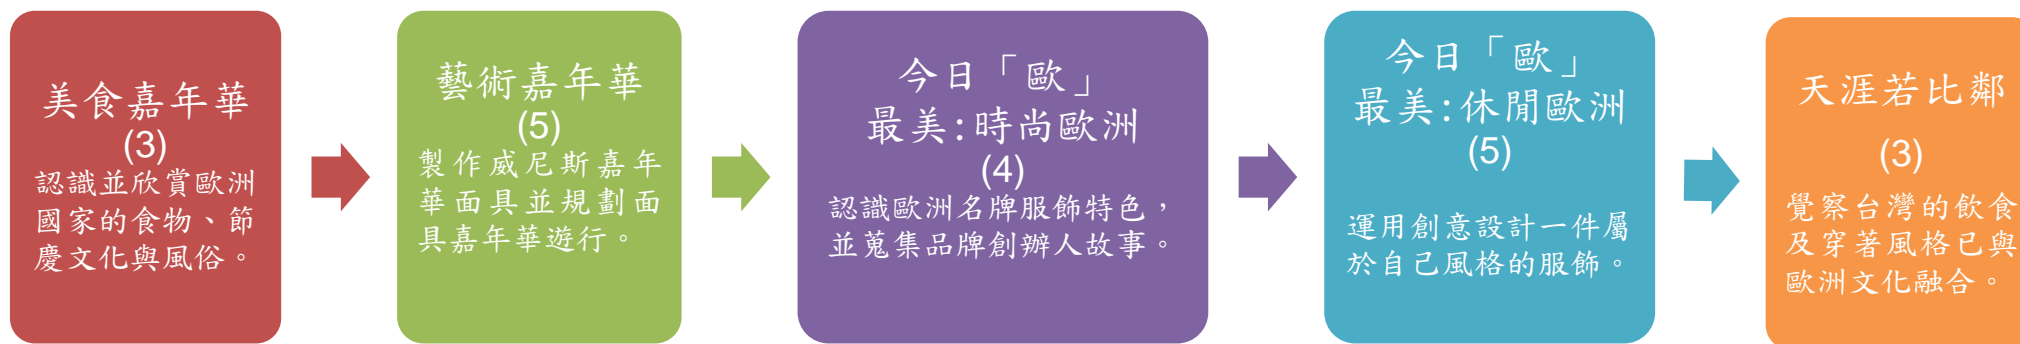 美食嘉年華
(3)
認識並欣賞歐洲
國家的食物、節
慶文化與風俗。
藝術嘉年華
(5)
製作威尼斯嘉年
華面具並規劃面
具嘉年華遊行。
今日「歐」
最美:時尚歐洲
(4)
認識歐洲名牌服飾特色，
並蒐集品牌創辦人故事。
今日「歐」
最美:休閒歐洲
(5)
運用創意設計一件屬
於自己風格的服飾。
天涯若比鄰
(3)
覺察台灣的飲食
及穿著風格已與
歐洲文化融合。